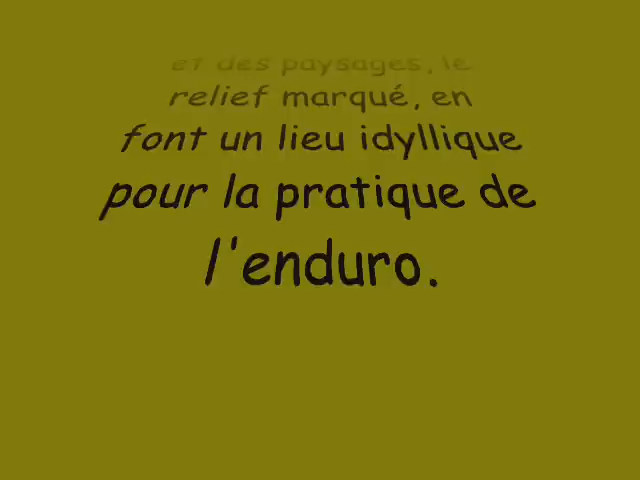 et des paysages, le
relief marqué, en
font un lieu idyllique
pour la pratique de
l'enduro.